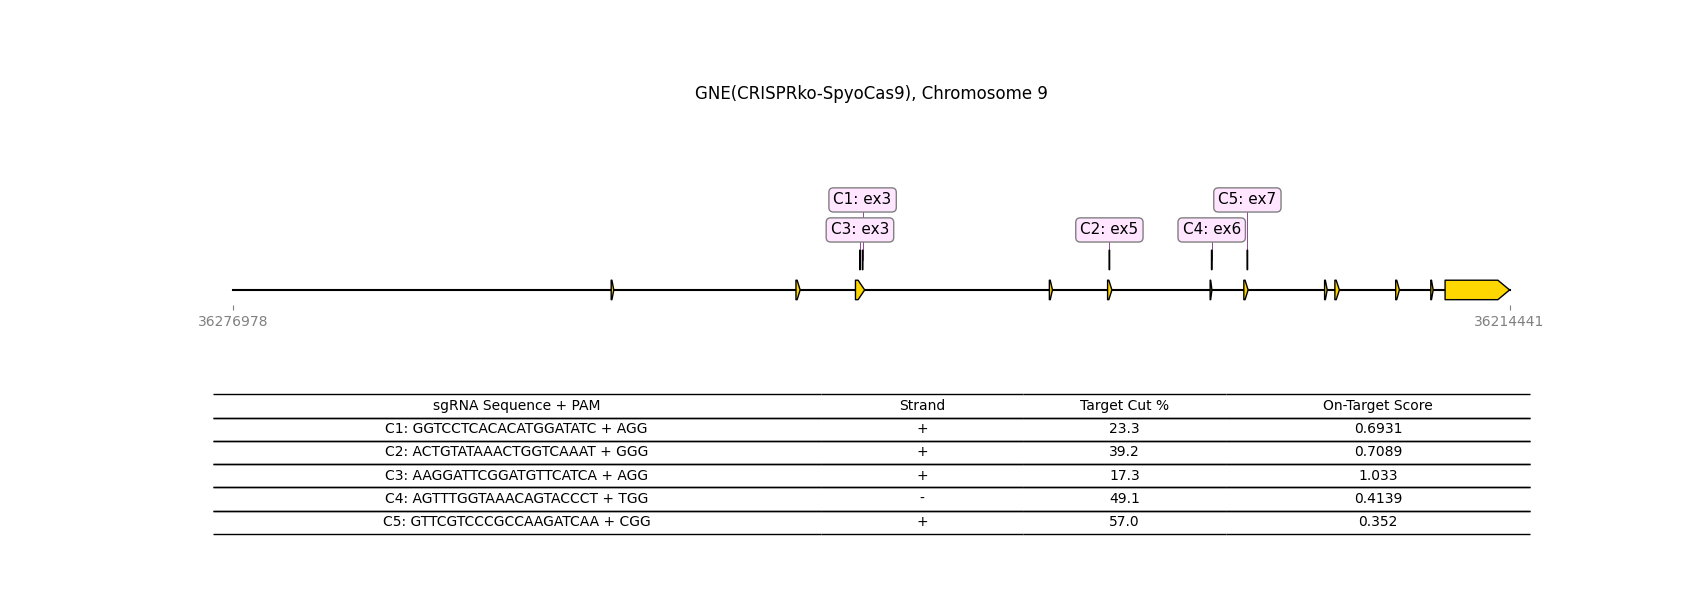 GNE(CRISPRko-SpyoCas9), Chromosome 9
C1: ex3
C5: ex7
C3: ex3
C2: ex5
C4: ex6
36276978
36214441
sgRNA Sequence + PAM Strand Target Cut % On-Target Score
C1: GGTCCTCACACATGGATATC + AGG + 23.3 0.6931
C2: ACTGTATAAACTGGTCAAAT + GGG + 39.2 0.7089
C3: AAGGATTCGGATGTTCATCA + AGG + 17.3 1.033
C4: AGTTTGGTAAACAGTACCCT + TGG - 49.1 0.4139
C5: GTTCGTCCCGCCAAGATCAA + CGG + 57.0 0.352